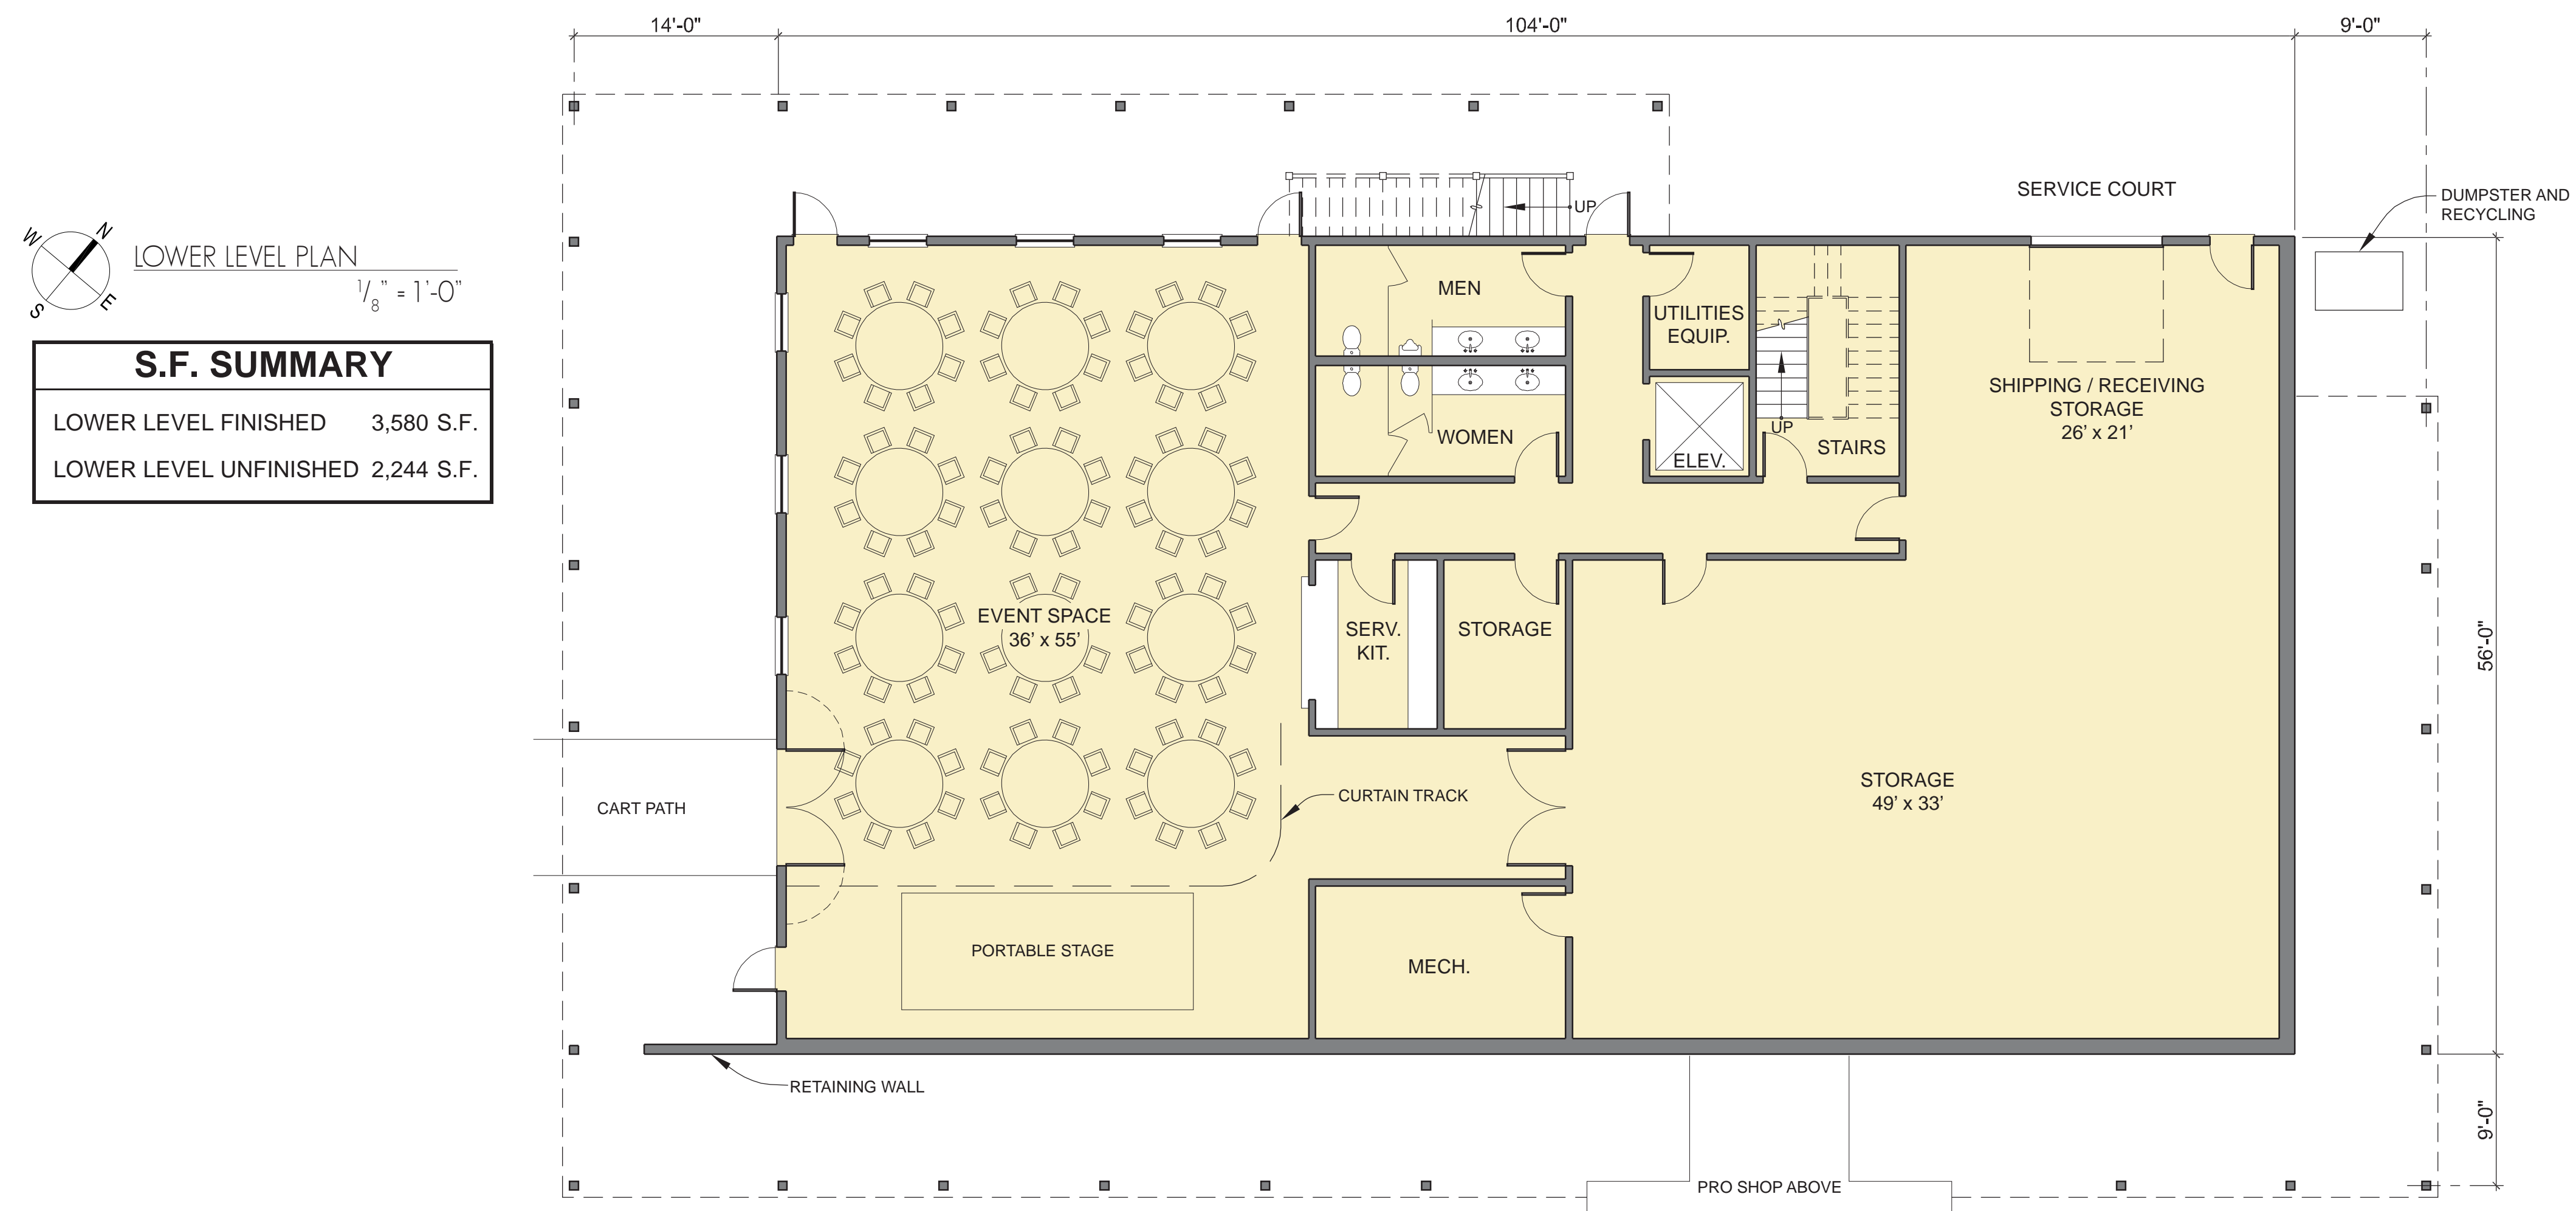 14'-0"
104'-0"
9'-0"
SERVICE COURT
DUMPSTER AND
RECYCLING
UP
W
N
S
E
LOWER LEVEL PLAN
1/8" = 1'-0"
MEN
UTILITIES
EQUIP.
S.F. SUMMARY
LOWER LEVEL FINISHED 3,580 S.F.
LOWER LEVEL UNFINISHED 2,244 S.F.
SHIPPING / RECEIVING
STORAGE
26' x 21'
WOMEN
UP
STAIRS
ELEV.
EVENT SPACE
36' x 55'
SERV.
KIT.
STORAGE
56'-0"
STORAGE
49' x 33'
CART PATH
CURTAIN TRACK
PORTABLE STAGE
MECH.
RETAINING WALL
9'-0"
PRO SHOP ABOVE